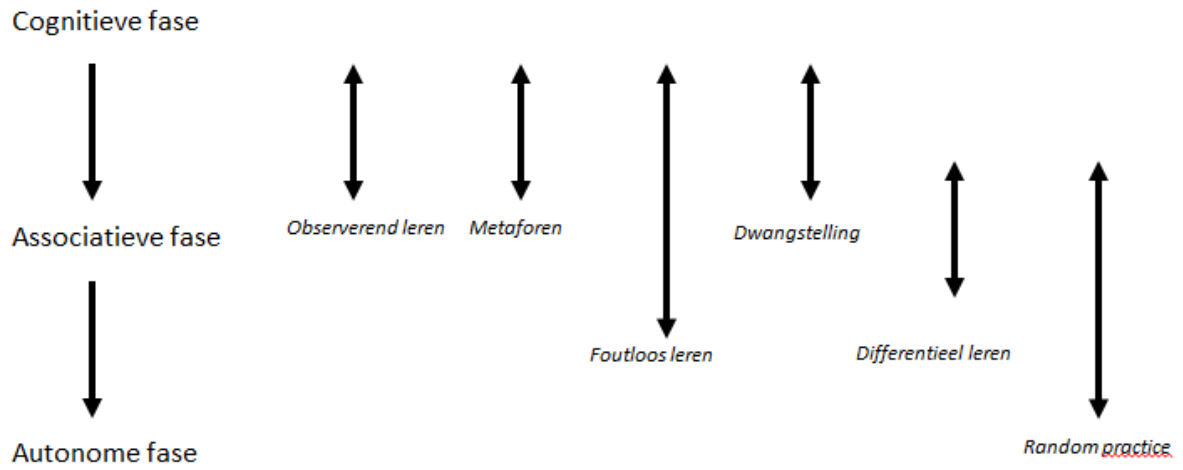 Cognitieve fase
Observerend leren
Metaforen
Dwangstelling
Associatieve fase
Foutloos leren
Differentieel leren
Autonome fase
Random practice